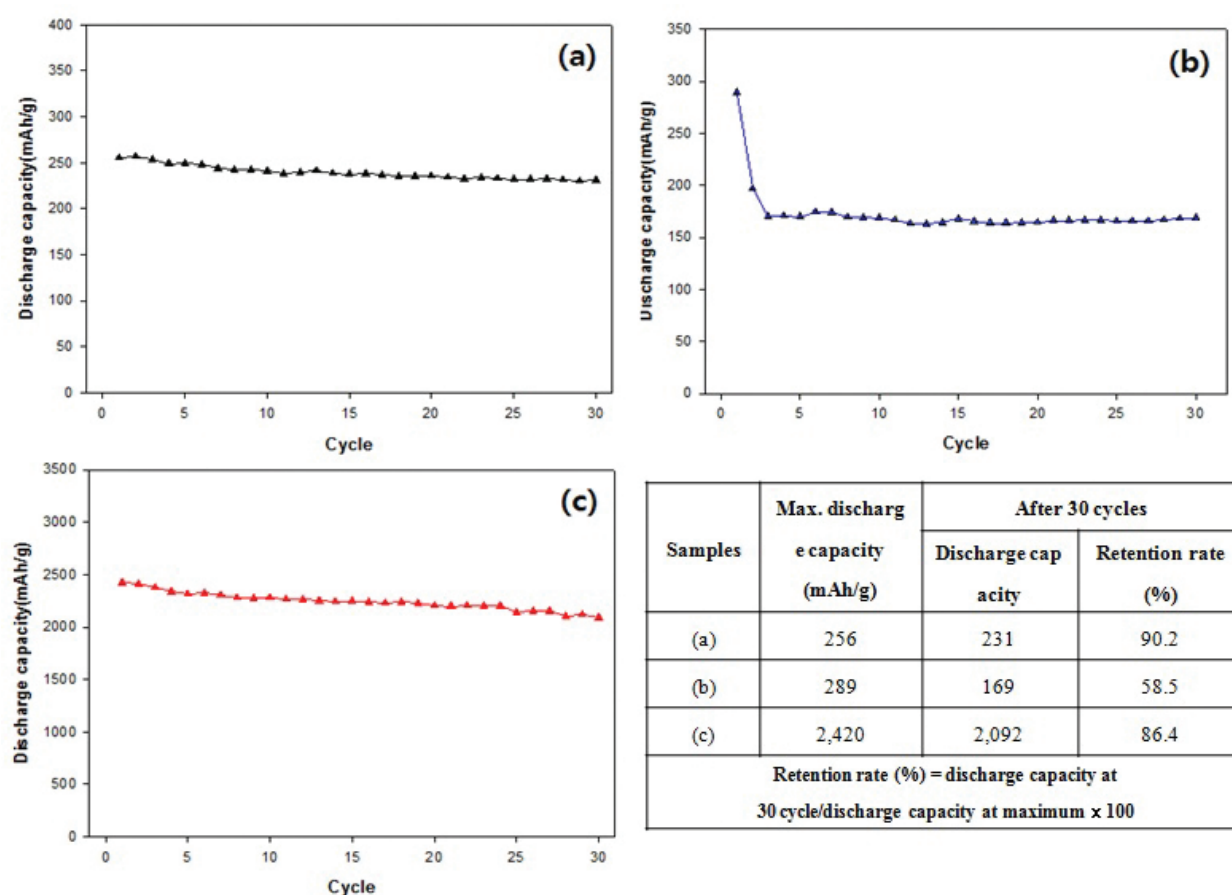 (a)
Discharge capacity(mAh/g)
400
350
300
250
200
150
100
50
0
0 5 10 15 20 25 30
Cycle
(b)
Discharge capacity(mAh/g)
350
300
250
200
150
100
50
0
0 5 10 15 20 25 30
Cycle
(c)
Discharge capacity(mAh/g)
3500
3000
2500
2000
1500
1000
500
0
0 5 10 15 20 25 30
Cycle
Samples
Max. discharg
e capacity
(mAh/g)
After 30 cycles
Discharge cap
acity
Retention rate
(%)
(a) 256 231 90.2
(b) 289 169 58.5
(c) 2,420 2,092 86.4
Retention rate (%) = discharge capacity at
30 cycle/discharge capacity at maximum x 100